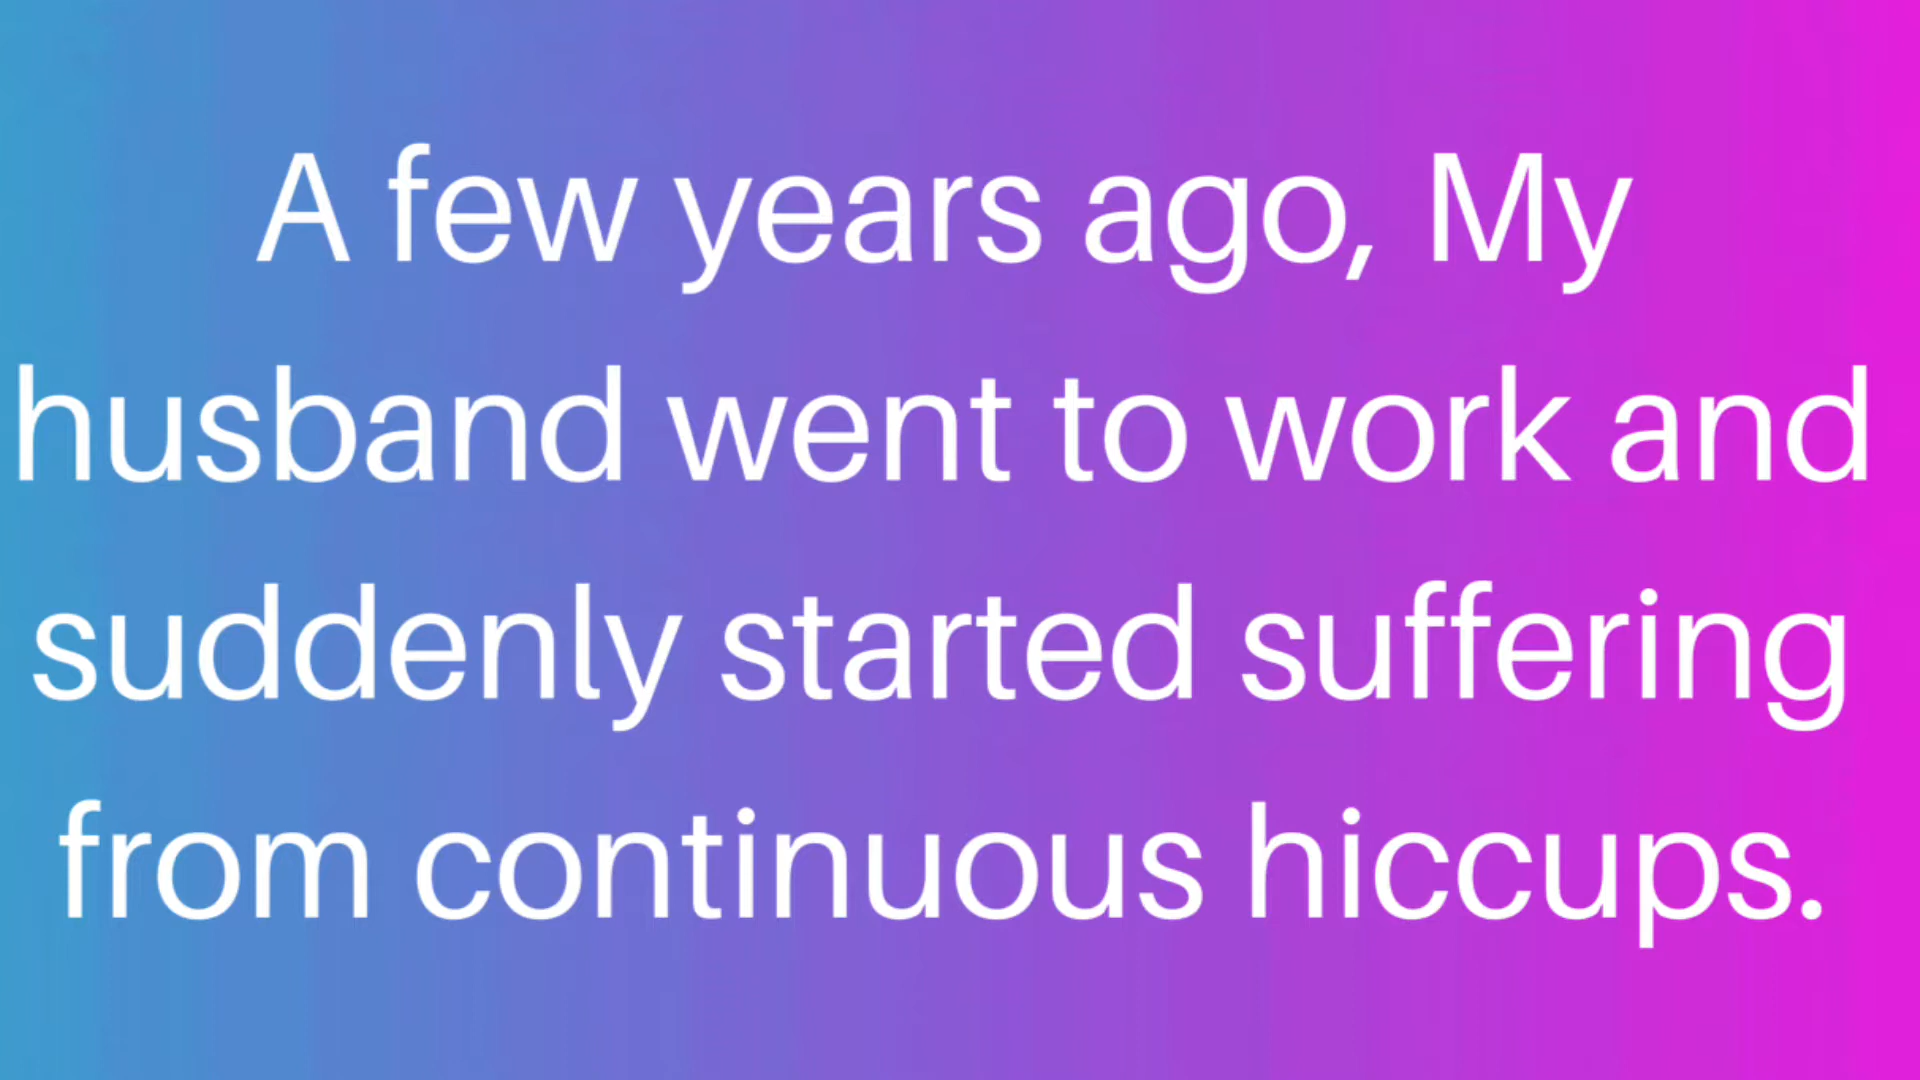 A few years ago, My
husband went to work and
suddenly started suffering
from continuous hiccups.